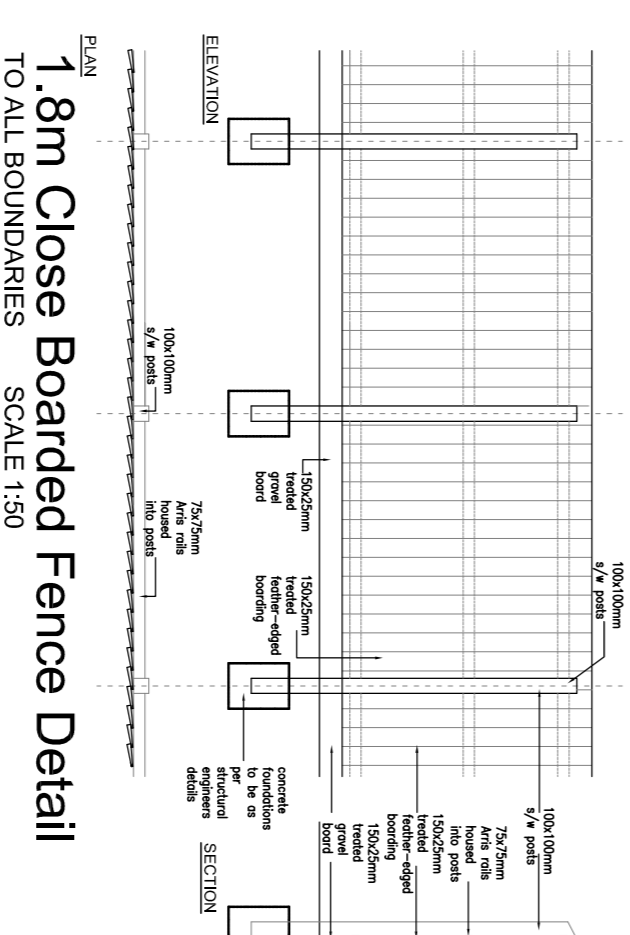 100x100mm
s/w posts
100x100mm
s/w posts
75x75mm
Arris rails
housed
into posts
150x25mm
treated
feather-edged
boarding
150x25mm
treated
gravel
board
150x25mm
treated
gravel
board
150x25mm
treated
feather-edged
boarding
concrete
foundations
to be as
per
structural
engineers
details
ELEVATION
SECTION
100x100mm
s/w posts
75x75mm
Arris rails
housed
into posts
PLAN
1.8m Close Boarded Fence Detail
TO ALL BOUNDARIES SCALE 1:50